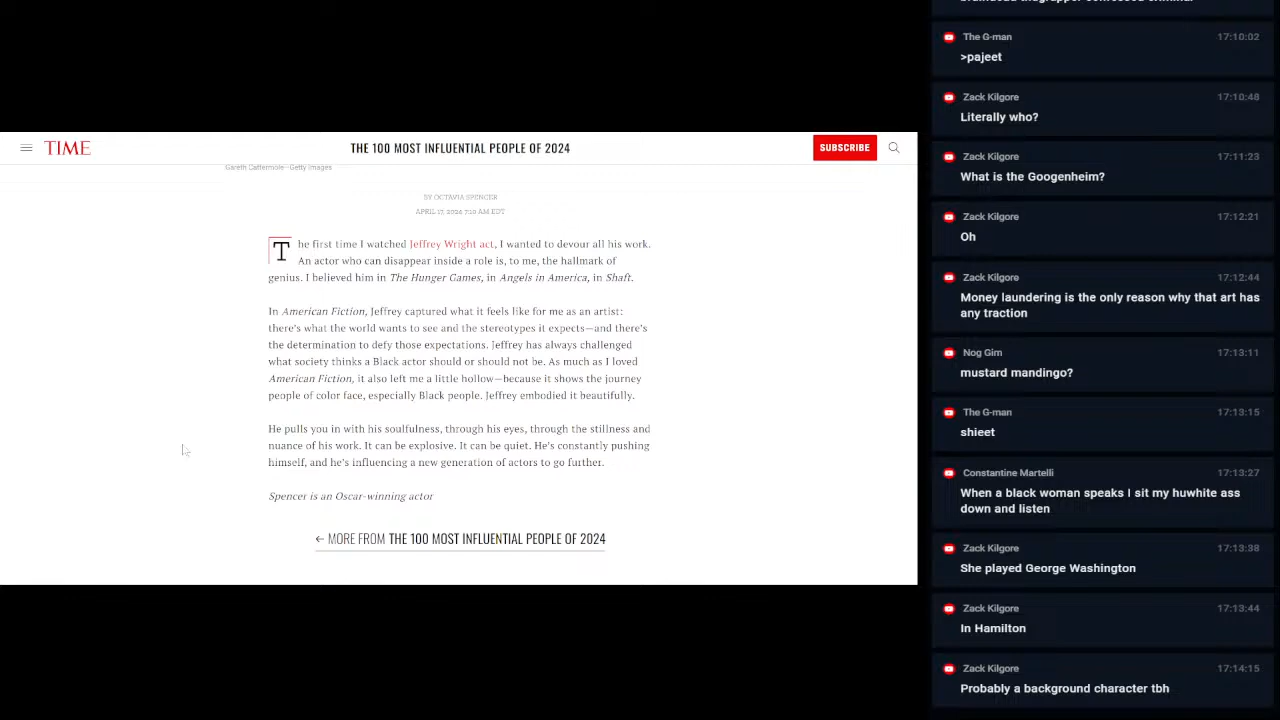 TIME
THE 100 MOST INFLUENTIAL PEOPLE OF 2024
SUBSCRIBE
Gareth Cattermole—Getty Images
BY OCTAVIA SPENCER
APRIL 17, 2024 7:10 AM EDT
The first time I watched Jeffrey Wright act, I wanted to devour all his work.
An actor who can disappear inside a role is, to me, the hallmark of
genius. I believed him in The Hunger Games, in Angels in America, in Shaft.
In American Fiction, Jeffrey captured what it feels like for me as an artist:
there's what the world wants to see and the stereotypes it expects—and there's
the determination to defy those expectations. Jeffrey has always challenged
what society thinks a Black actor should or should not be. As much as I loved
American Fiction, it also left me a little hollow—because it shows the journey
people of color face, especially Black people. Jeffrey embodied it beautifully.
He pulls you in with his soulfulness, through his eyes, through the stillness and
nuance of his work. It can be explosive. It can be quiet. He's constantly pushing
himself, and he's influencing a new generation of actors to go further.
Spencer is an Oscar-winning actor
← MORE FROM THE 100 MOST INFLUENTIAL PEOPLE OF 2024
The G-man 17:10:02
>pajeet
Zack Kilgore 17:10:48
Literally who?
Zack Kilgore 17:11:23
What is the Googenheim?
Zack Kilgore 17:12:21
Oh
Zack Kilgore 17:12:44
Money laundering is the only reason why that art has
any traction
Nog Gim 17:13:11
mustard mandingo?
The G-man 17:13:15
shieet
Constantine Martelli 17:13:27
When a black woman speaks I sit my huwhite ass
down and listen
Zack Kilgore 17:13:38
She played George Washington
Zack Kilgore 17:13:44
In Hamilton
Zack Kilgore 17:14:15
Probably a background character tbh